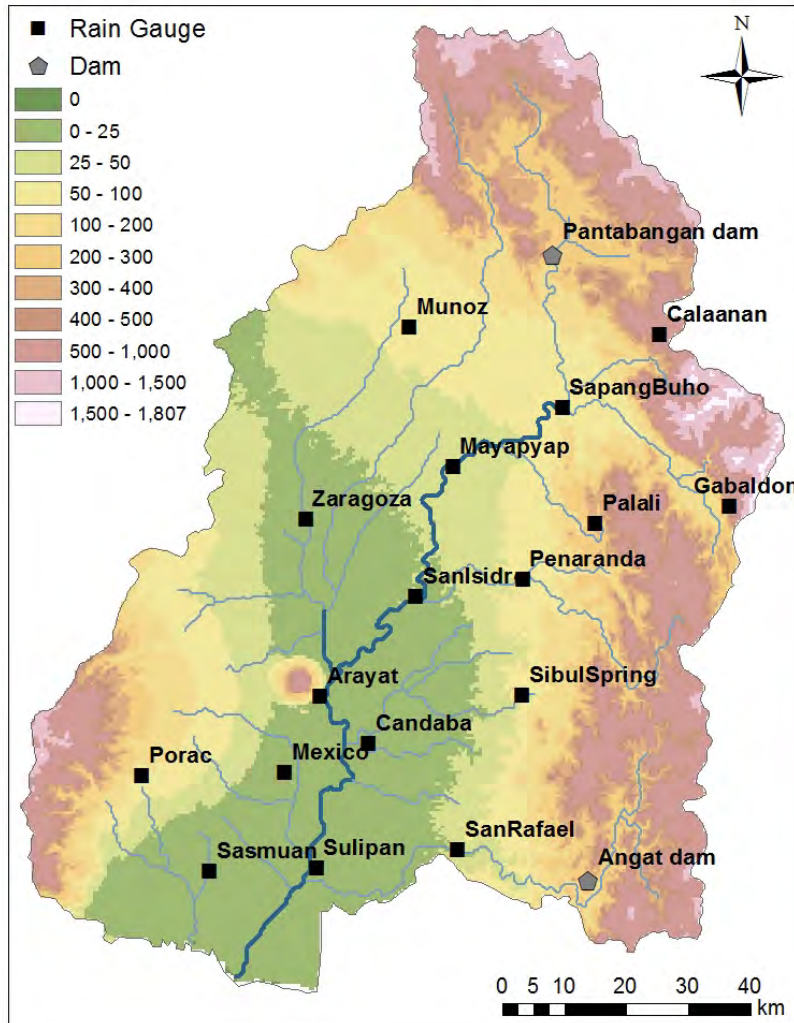 Rain Gauge
Dam
0
0 - 25
25 - 50
50 - 100
100 - 200
200 - 300
300 - 400
400 - 500
500 - 1,000
1,000 - 1,500
1,500 - 1,807
N
Pantabangan dam
Munoz
Calaanan
SapangBuho
Mayapyap
Gabaldon
Zaragoza
Palali
Penaranda
SanIsidro
Arayat
SibulSpring
Candaba
Mexico
Porac
SanRafael
Sulipan
Sasmuan
Angat dam
0 5 10 20 30 40
km